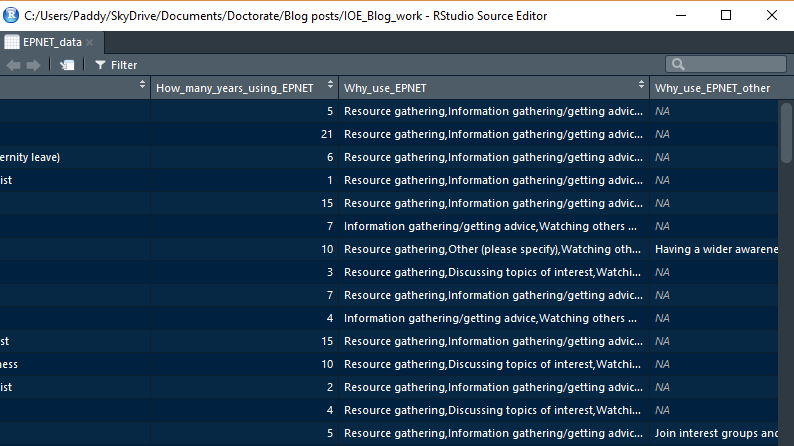 R C:/Users/Paddy/SkyDrive/Documents/Doctorate/Blog posts/IOE_Blog_work - RStudio Source Editor
EPNET_data
Filter
How_many_years_using_EPNET Why_use_EPNET Why_use_EPNET_other
5 Resource gathering,Information gathering/getting advic... NA
21 Resource gathering,Information gathering/getting advic... NA
ernity leave) 6 Resource gathering,Information gathering/getting advic... NA
ist 1 Resource gathering,Information gathering/getting advic... NA
15 Resource gathering,Information gathering/getting advic... NA
7 Information gathering/getting advice,Watching others ... NA
10 Resource gathering,Other (please specify),Watching oth... Having a wider awarene
3 Resource gathering,Discussing topics of interest,Watchi... NA
7 Resource gathering,Information gathering/getting advic... NA
4 Information gathering/getting advice,Watching others ... NA
st 15 Resource gathering,Information gathering/getting advic... NA
ness 10 Resource gathering,Discussing topics of interest,Watchi... NA
ist 2 Resource gathering,Information gathering/getting advic... NA
4 Resource gathering,Discussing topics of interest,Watchi... NA
5 Resource gathering,Information gathering/getting advic... Join interest groups and